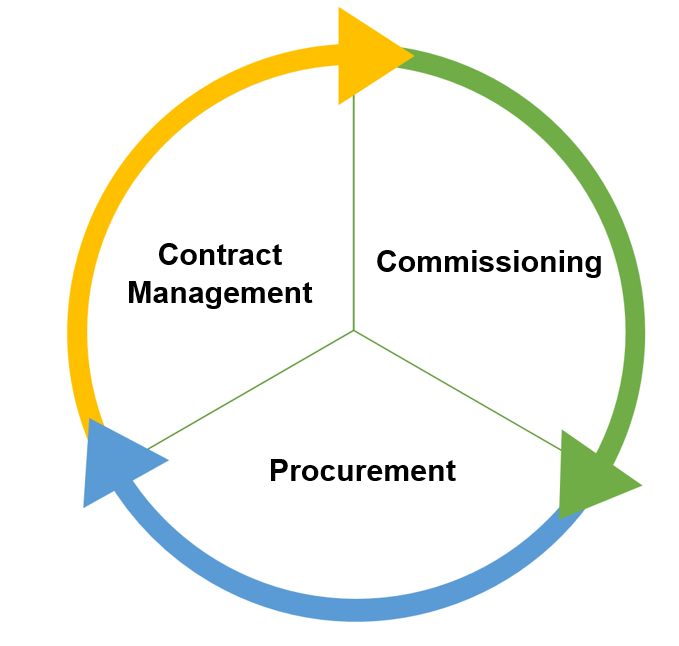 Contract
Management
Commissioning
Procurement